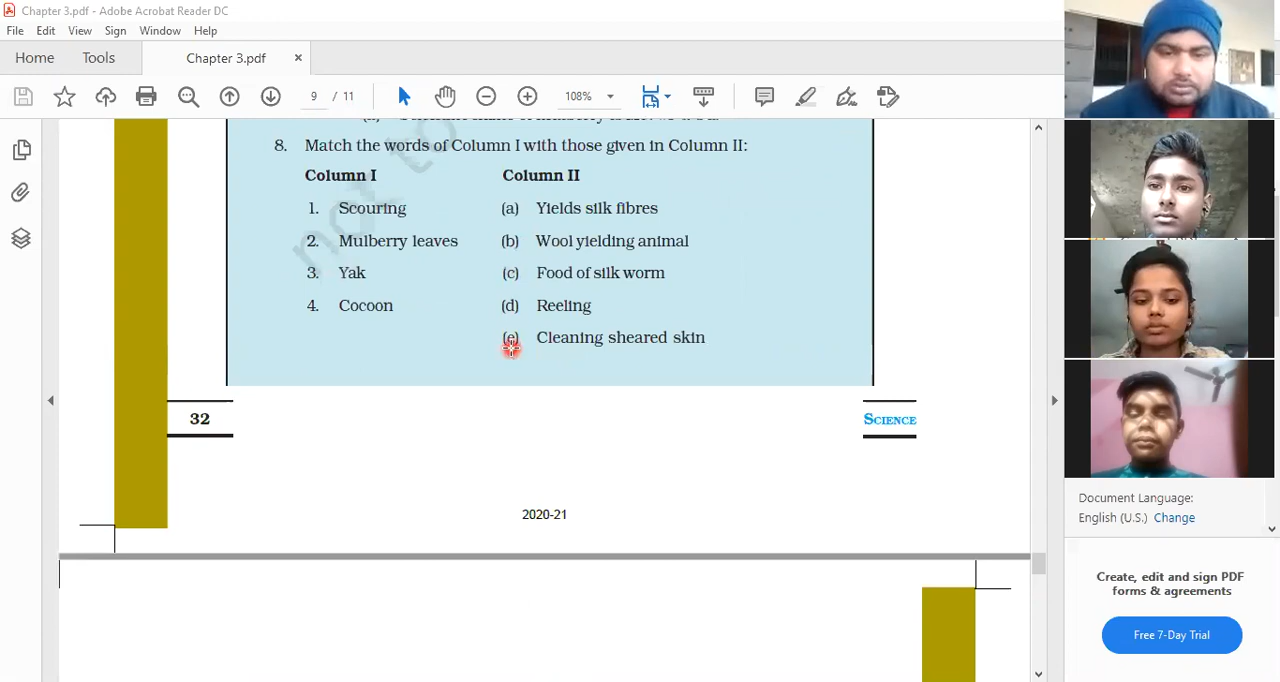 Chapter 3.pdf - Adobe Acrobat Reader DC
File Edit View Sign Window Help
Home Tools Chapter 3.pdf ×
9 / 11 108%
8. Match the words of Column I with those given in Column II:
Column I Column II
1. Scouring (a) Yields silk fibres
2. Mulberry leaves (b) Wool yielding animal
3. Yak (c) Food of silk worm
4. Cocoon (d) Reeling
(e) Cleaning sheared skin
not to
32
SCIENCE
2020-21
Document Language:
English (U.S.) Change
Create, edit and sign PDF
forms & agreements
Free 7-Day Trial